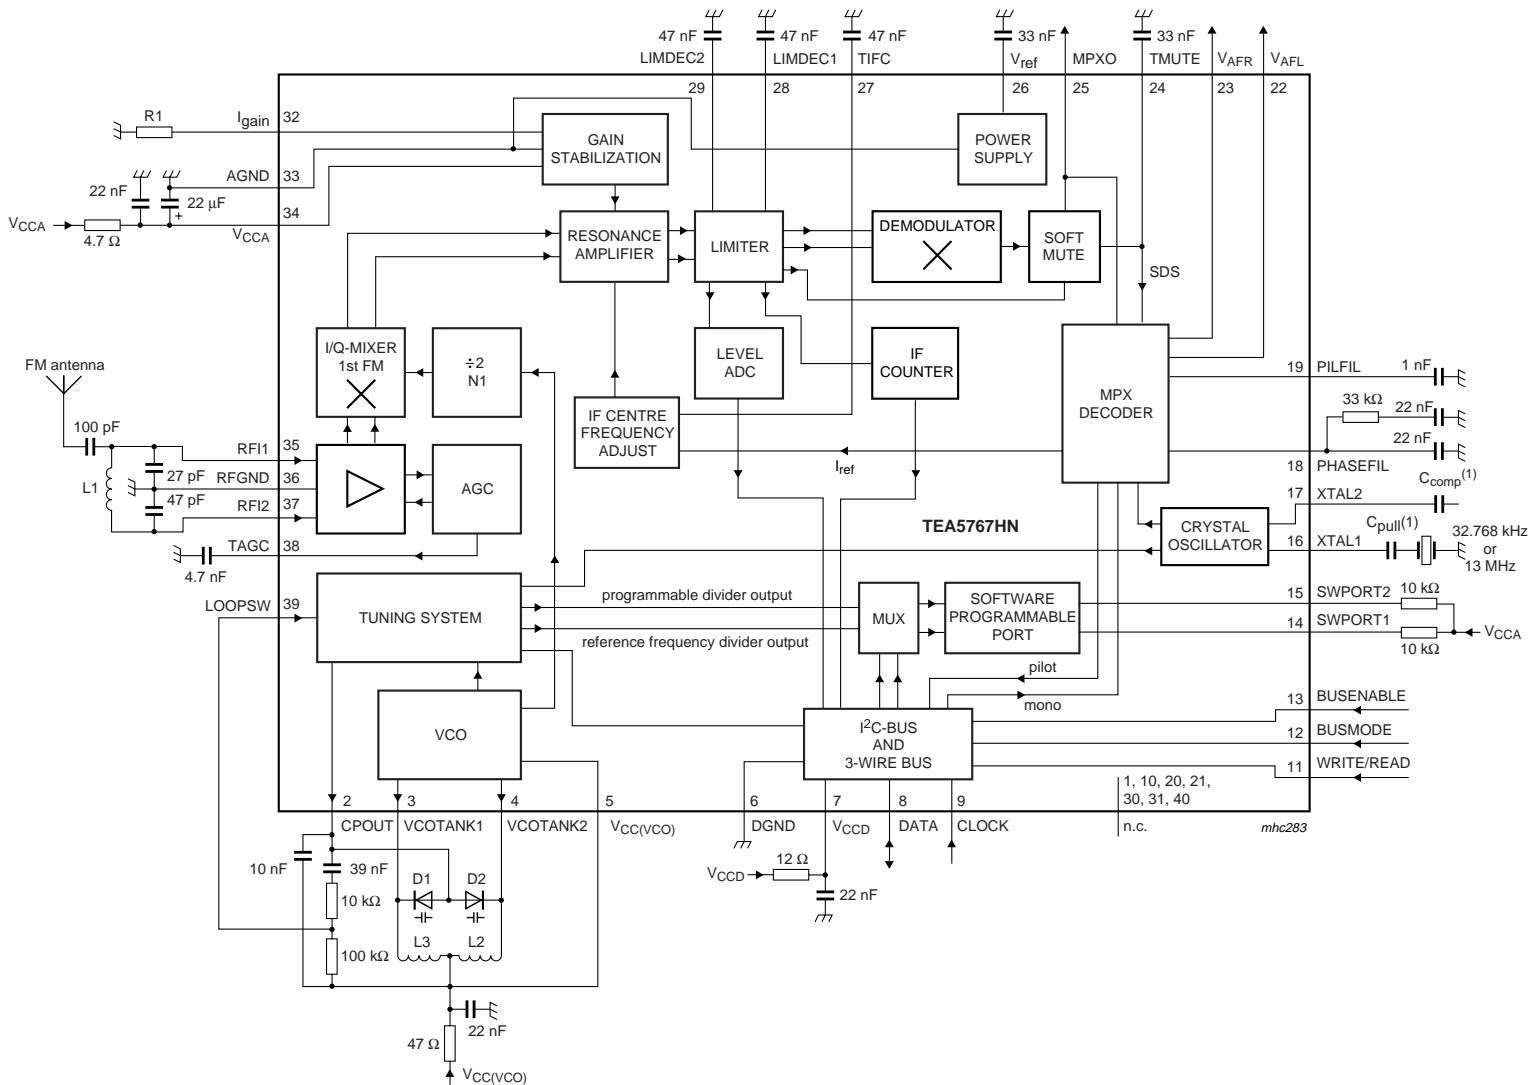 47 nF
47 nF
47 nF
33 nF
33 nF
LIMDEC2
LIMDEC1
TIFC
Vref
MPXO
TMUTE
VAFR
VAFL
29
28
27
26
25
24
23
22
R1
Igain
32
GAIN
STABILIZATION
POWER
SUPPLY
AGND
33
22 nF
22 µF
+
VCCA
4.7 Ω
34
VCCA
RESONANCE
AMPLIFIER
LIMITER
DEMODULATOR
SOFT
MUTE
SDS
I/Q-MIXER
1st FM
÷2
N1
LEVEL
ADC
IF
COUNTER
MPX
DECODER
IF CENTRE
FREQUENCY
ADJUST
Iref
19
PILFIL
1 nF
33 kΩ
22 nF
22 nF
18
PHASEFIL
FM antenna
100 pF
RFI1
35
27 pF
RFGND
36
L1
47 pF
RFI2
37
AGC
TAGC
38
4.7 nF
TEA5767HN
CRYSTAL
OSCILLATOR
17
XTAL2
Ccomp(1)
16
XTAL1
Cpull(1)
32.768 kHz
or
13 MHz
LOOPSW
39
TUNING SYSTEM
programmable divider output
reference frequency divider output
MUX
SOFTWARE
PROGRAMMABLE
PORT
15
SWPORT2
10 kΩ
14
SWPORT1
10 kΩ
VCCA
pilot
mono
VCO
I2C-BUS
AND
3-WIRE BUS
13
BUSENABLE
12
BUSMODE
11
WRITE/READ
1, 10, 20, 21,
30, 31, 40
n.c.
mhc283
2
3
4
5
6
7
8
9
CPOUT
VCOTANK1
VCOTANK2
VCC(VCO)
DGND
VCCD
DATA
CLOCK
10 nF
39 nF
D1
D2
10 kΩ
100 kΩ
L3
L2
VCCD
12 Ω
22 nF
22 nF
47 Ω
VCC(VCO)